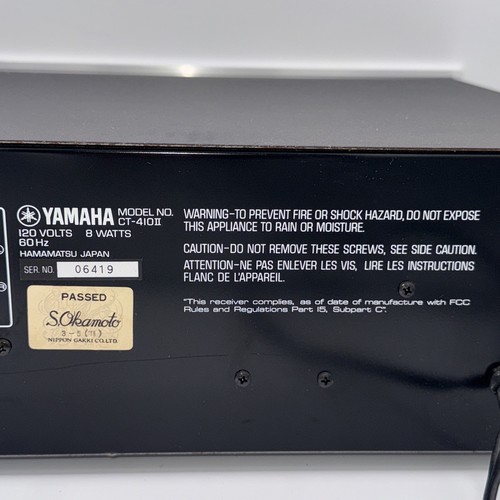 YAMAHA MODEL NO. CT-410II
120 VOLTS 8 WATTS
60Hz
HAMAMATSU JAPAN
SER. NO. 06419
PASSED
S.Okamoto
NIPPON GAKKI CO. LTD.
WARNING-TO PREVENT FIRE OR SHOCK HAZARD, DO NOT EXPOSE
THIS APPLIANCE TO RAIN OR MOISTURE.
CAUTION-DO NOT REMOVE THESE SCREWS, SEE SIDE CAUTION.
ATTENTION-NE PAS ENLEVER LES VIS, LIRE LES INSTRUCTIONS
FLANC DE L'APPAREIL.
"This receiver complies, as of date of manufacture with FCC
Rules and Regulations Part 15, Subpart C".